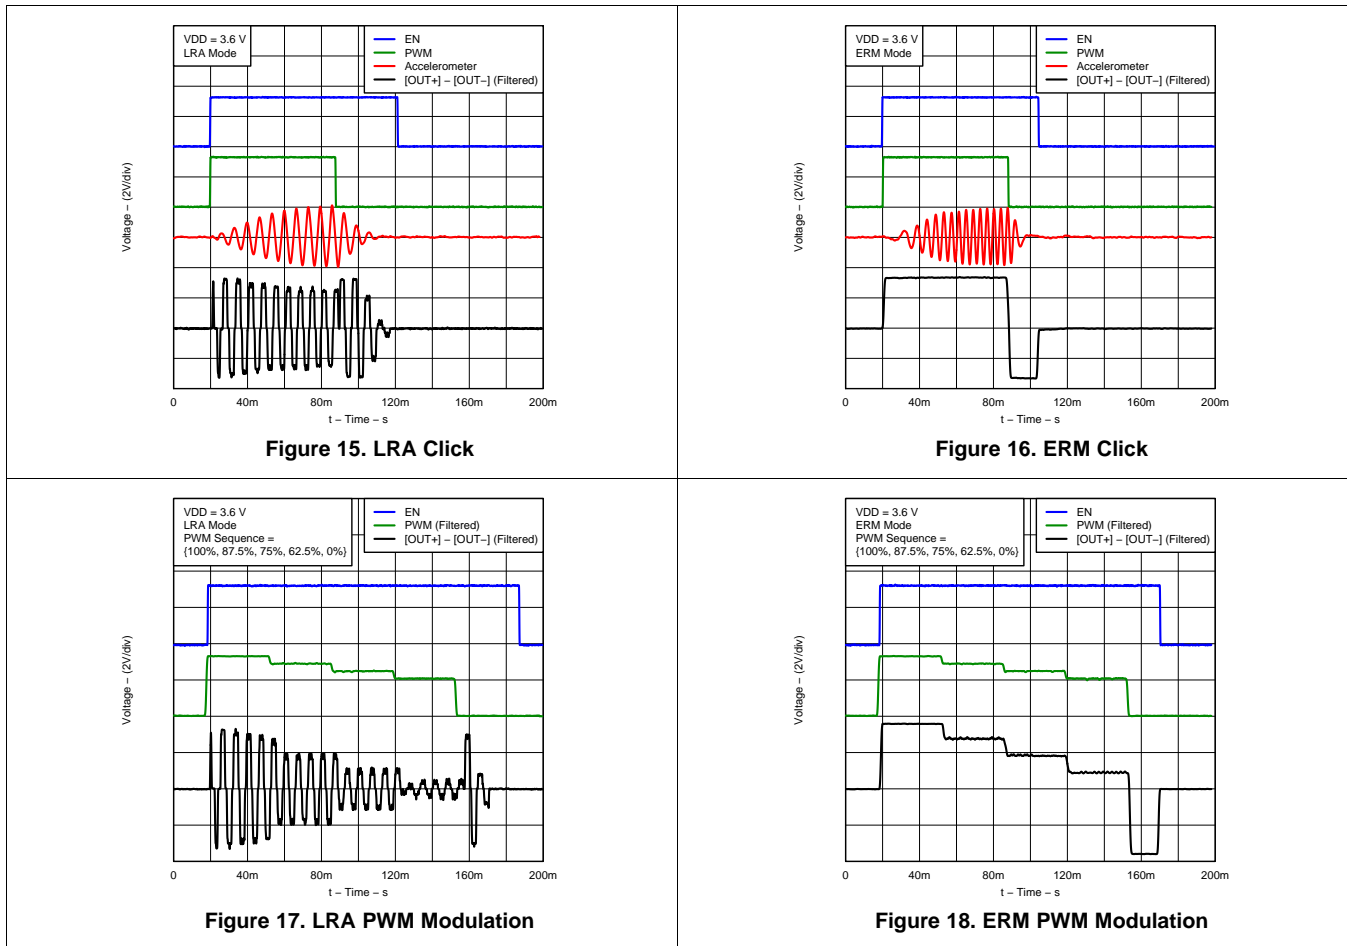 VDD = 3.6 V
LRA Mode
EN
PWM
Accelerometer
[OUT+] − [OUT−] (Filtered)
Voltage − (2V/div)
0 40m 80m 120m 160m 200m
t − Time − s
Figure 15. LRA Click
VDD = 3.6 V
ERM Mode
EN
PWM
Accelerometer
[OUT+] − [OUT−] (Filtered)
Voltage − (2V/div)
0 40m 80m 120m 160m 200m
t − Time − s
Figure 16. ERM Click
VDD = 3.6 V
LRA Mode
PWM Sequence =
{100%, 87.5%, 75%, 62.5%, 0%}
EN
PWM (Filtered)
[OUT+] − [OUT−] (Filtered)
Voltage − (2V/div)
0 40m 80m 120m 160m 200m
t − Time − s
Figure 17. LRA PWM Modulation
VDD = 3.6 V
ERM Mode
PWM Sequence =
{100%, 87.5%, 75%, 62.5%, 0%}
EN
PWM (Filtered)
[OUT+] − [OUT−] (Filtered)
Voltage − (2V/div)
0 40m 80m 120m 160m 200m
t − Time − s
Figure 18. ERM PWM Modulation